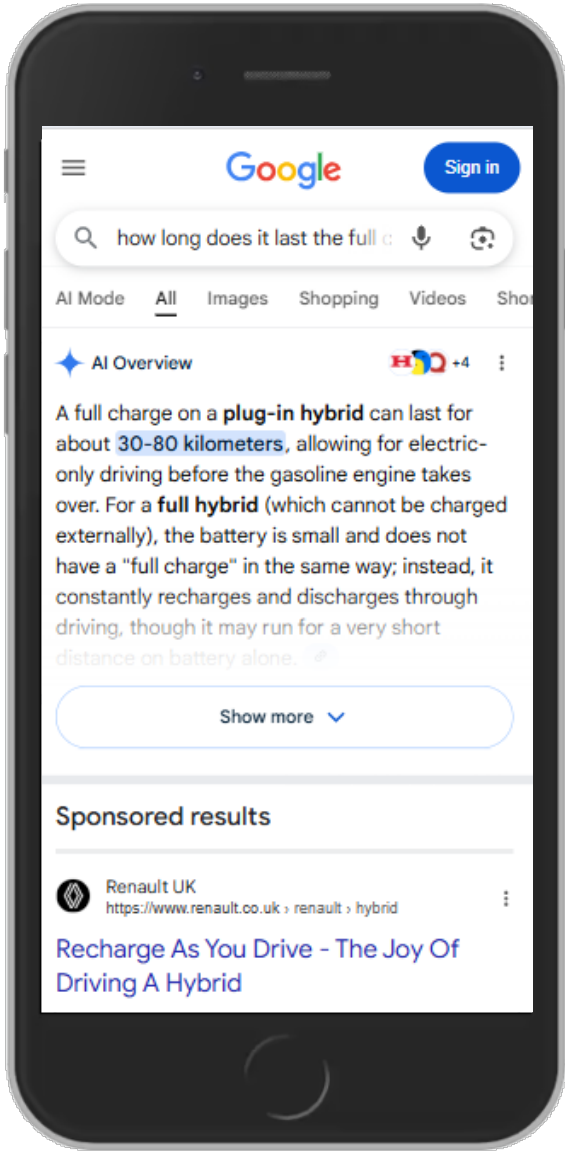 Google
Sign in
how long does it last the full c
AI Mode All Images Shopping Videos Shor
AI Overview +4
A full charge on a plug-in hybrid can last for
about 30-80 kilometers, allowing for electric-
only driving before the gasoline engine takes
over. For a full hybrid (which cannot be charged
externally), the battery is small and does not
have a "full charge" in the same way; instead, it
constantly recharges and discharges through
driving, though it may run for a very short
distance on battery alone.
Show more
Sponsored results
Renault UK
https://www.renault.co.uk › renault › hybrid
Recharge As You Drive - The Joy Of
Driving A Hybrid